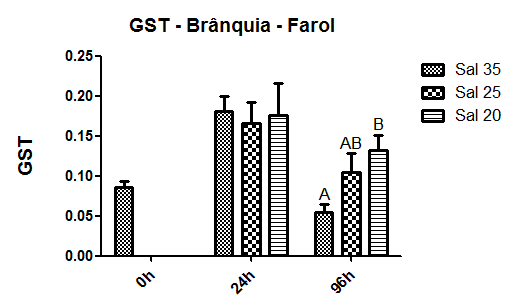 GST - Brânquia - Farol
0.25
0.20
0.15
0.10
0.05
0.00
GST
0h
24h
96h
A
AB
B
Sal 35
Sal 25
Sal 20